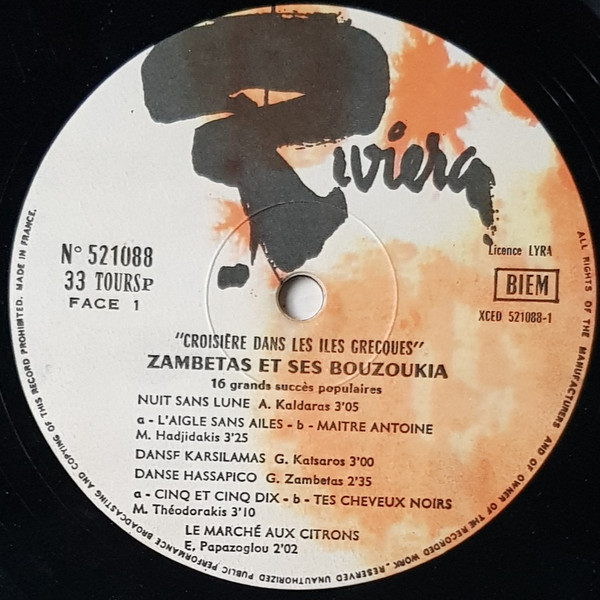 Riviera
N° 521088
33 TOURSP
FACE 1
Licence LYRA
BIEM
XCED 521088-1
"CROISIÈRE DANS LES ILES GRECQUES"
ZAMBETAS ET SES BOUZOUKIA
16 grands succès populaires
NUIT SANS LUNE A. Kaldaras 3'05
a - L'AIGLE SANS AILES - b - MAITRE ANTOINE
M. Hadjidakis 3'25
DANSF KARSILAMAS G. Katsaros 3'00
DANSE HASSAPICO G. Zambetas 2'35
a - CINQ ET CINQ DIX - b - TES CHEVEUX NOIRS
M. Théodorakis 3'10
LE MARCHÉ AUX CITRONS
E. Papazoglou 2'02
ALL RIGHTS OF THE MANUFACTURERS AND OF OWNER OF THE RECORDED WORK, RESERVED UNAUTHORIZED PUBLIC PERFORMANCE BROADCASTING AND COPYING OF THIS RECORD PROHIBITED. MADE IN FRANCE.